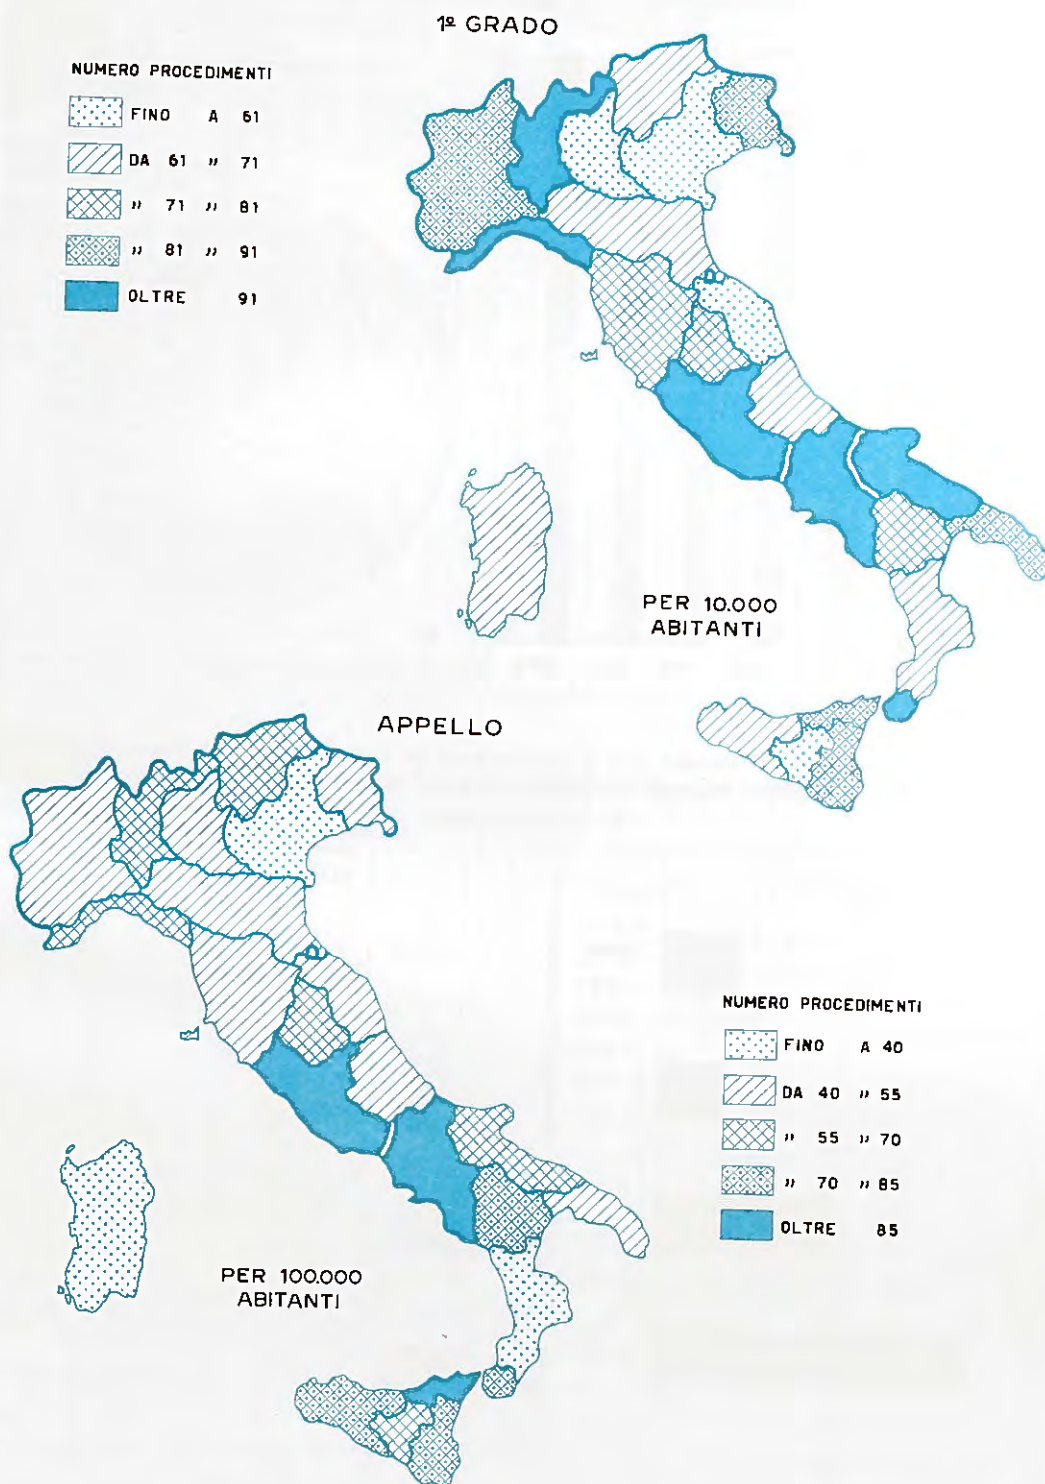 1º GRADO
NUMERO PROCEDIMENTI
FINO A 61
DA 61 " 71
" 71 " 81
" 81 " 91
OLTRE 91
PER 10.000
ABITANTI
APPELLO
NUMERO PROCEDIMENTI
FINO A 40
DA 40 " 55
" 55 " 70
" 70 " 85
OLTRE 85
PER 100.000
ABITANTI